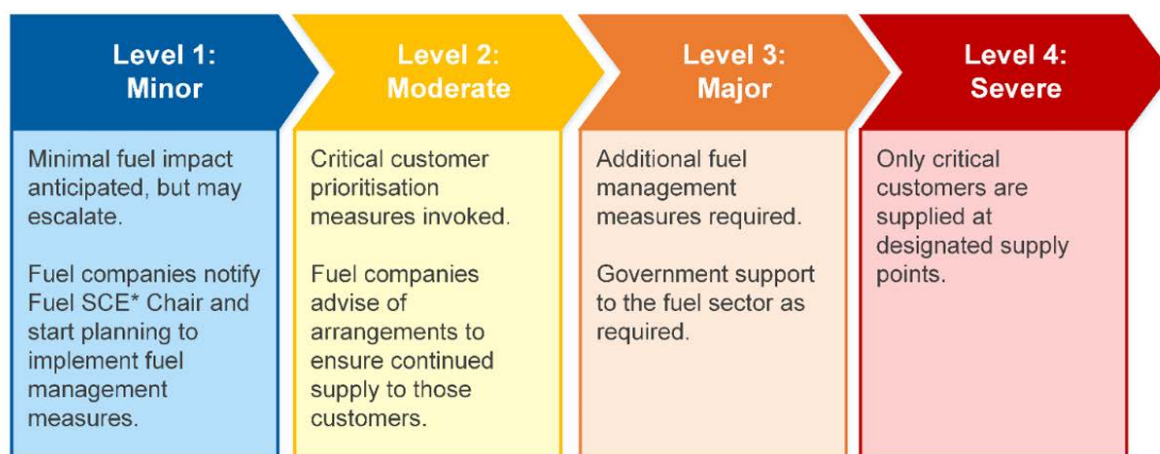 Level 1:
Minor
Minimal fuel impact
anticipated, but may
escalate.
Fuel companies notify
Fuel SCE* Chair and
start planning to
implement fuel
management
measures.
Level 2:
Moderate
Critical customer
prioritisation
measures invoked.
Fuel companies
advise of
arrangements to
ensure continued
supply to those
customers.
Level 3:
Major
Additional fuel
management
measures required.
Government support
to the fuel sector as
required.
Level 4:
Severe
Only critical
customers are
supplied at
designated supply
points.